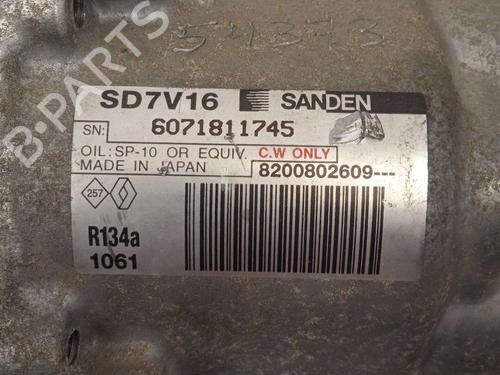 54373
SD7V16 SANDEN
SN: 6071811745
OIL: SP-10 OR EQUIV. C.W ONLY
MADE IN JAPAN 8200802609---
257
R134a
1061
B-PARTS